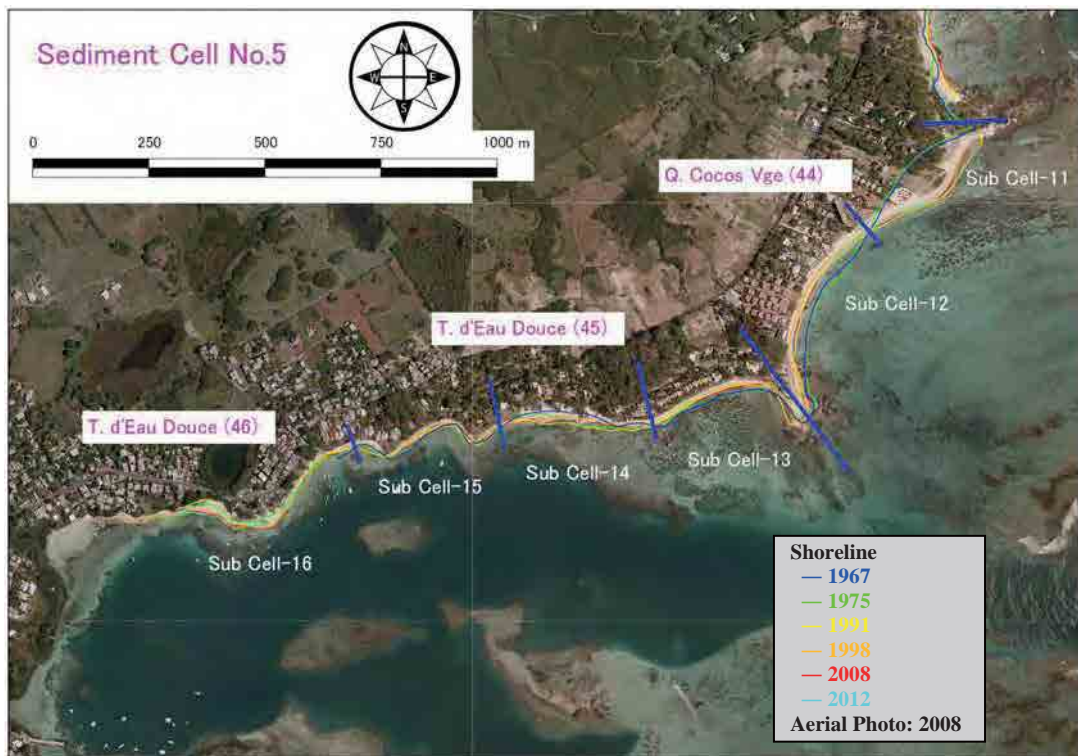 Sediment Cell No.5
N
W E
S
0 250 500 750 1000 m
Q. Cocos Vge (44)
Sub Cell-11
Sub Cell-12
T. d'Eau Douce (45)
T. d'Eau Douce (46)
Sub Cell-13
Sub Cell-14
Sub Cell-15
Sub Cell-16
Shoreline
— 1967
— 1975
— 1991
— 1998
— 2008
— 2012
Aerial Photo: 2008